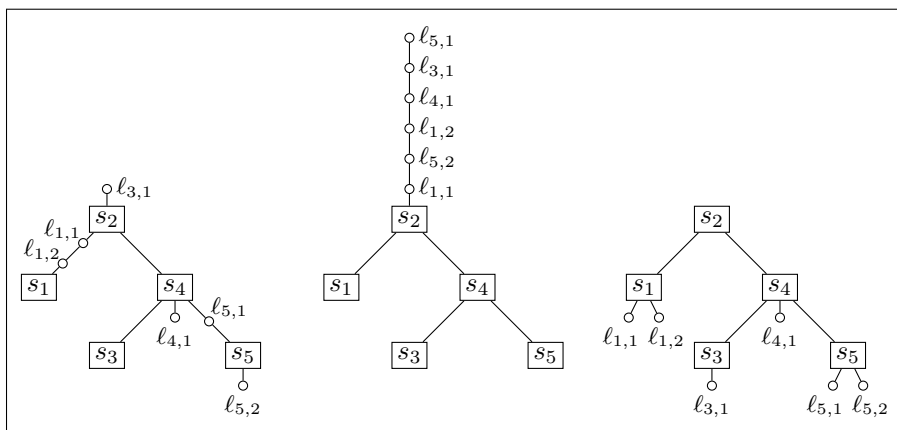 ℓ5,1
ℓ3,1
ℓ4,1
ℓ1,2
ℓ5,2
ℓ3,1 ℓ1,1
s2 s2 s2
ℓ1,1
ℓ1,2
s1 s4 s1 s4 s1 s4
ℓ5,1
ℓ4,1 ℓ1,1 ℓ1,2 ℓ4,1
s3 s5 s3 s5 s3 s5
ℓ5,2 ℓ3,1 ℓ5,1 ℓ5,2